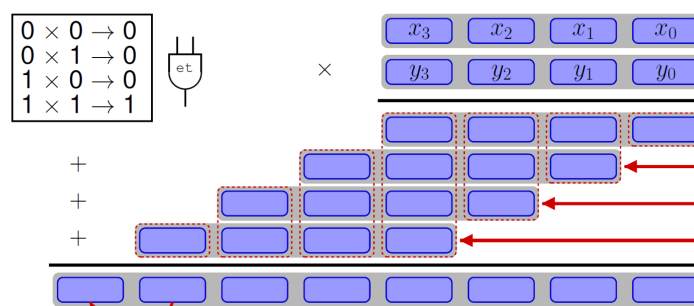 0 × 0 → 0
0 × 1 → 0
1 × 0 → 0
1 × 1 → 1
et
×
x₃ x₂ x₁ x₀
y₃ y₂ y₁ y₀
+
+
+